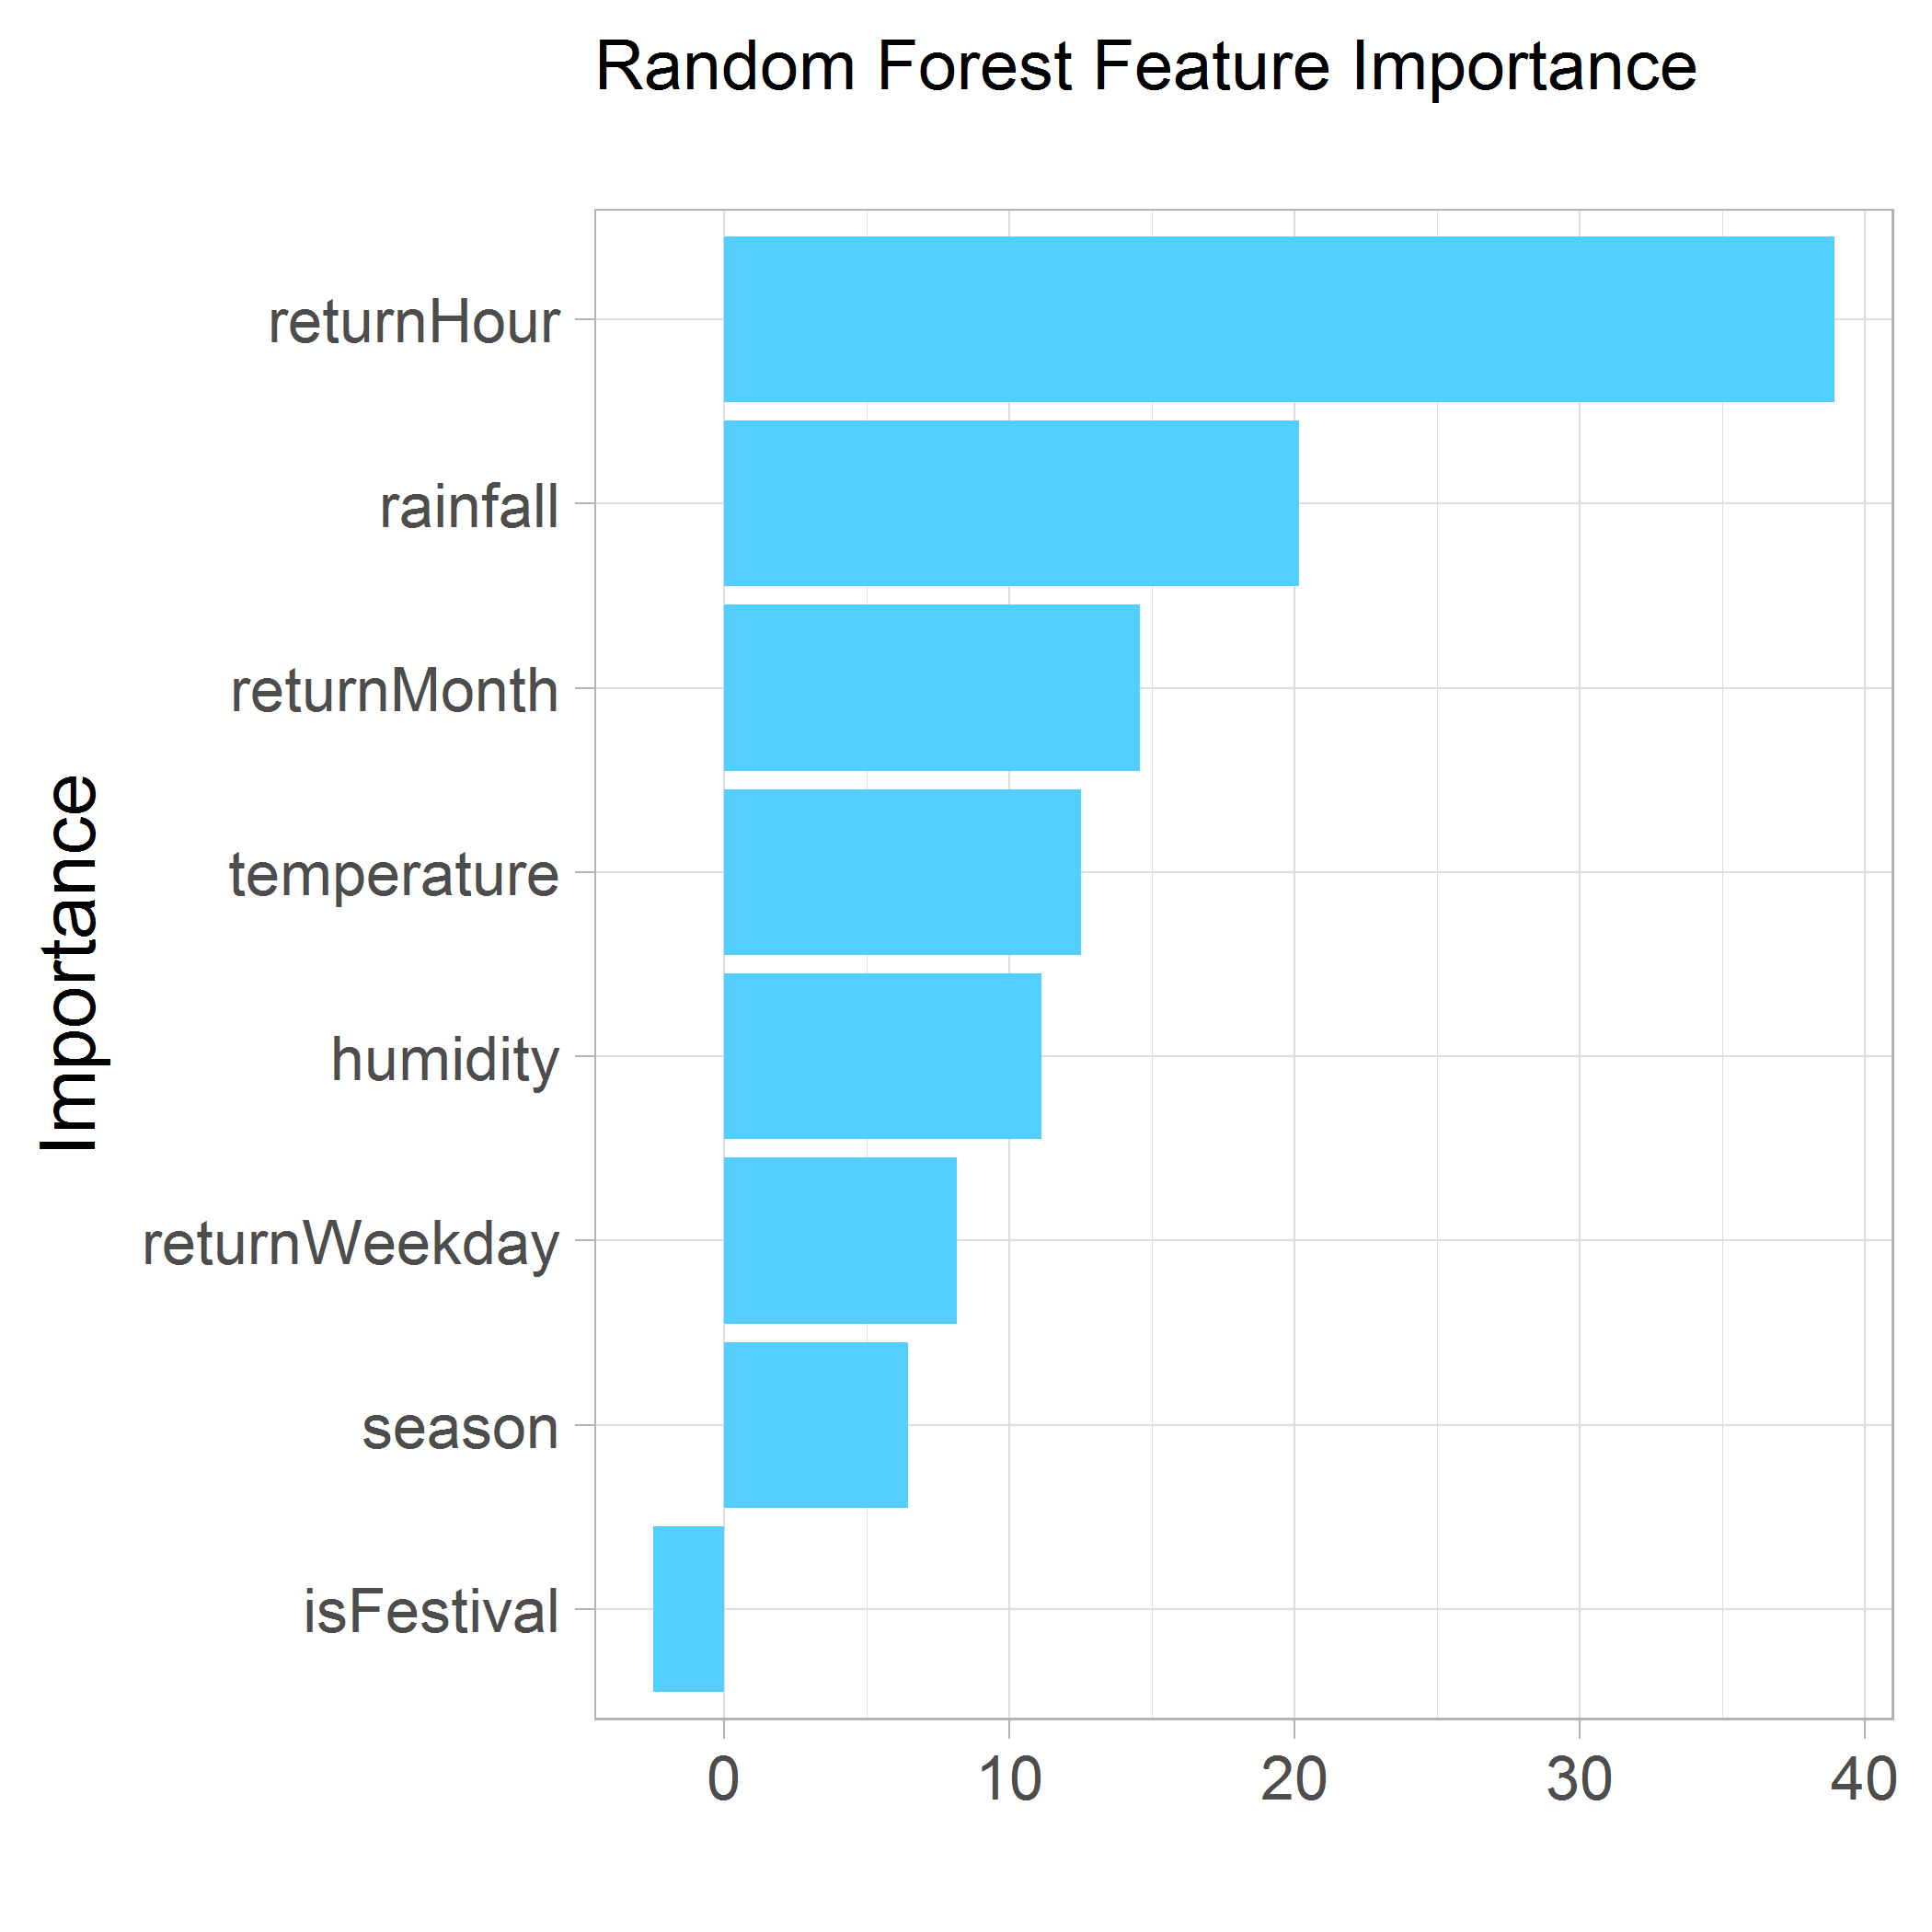 Random Forest Feature Importance
Importance
returnHour
rainfall
returnMonth
temperature
humidity
returnWeekday
season
isFestival
0 10 20 30 40